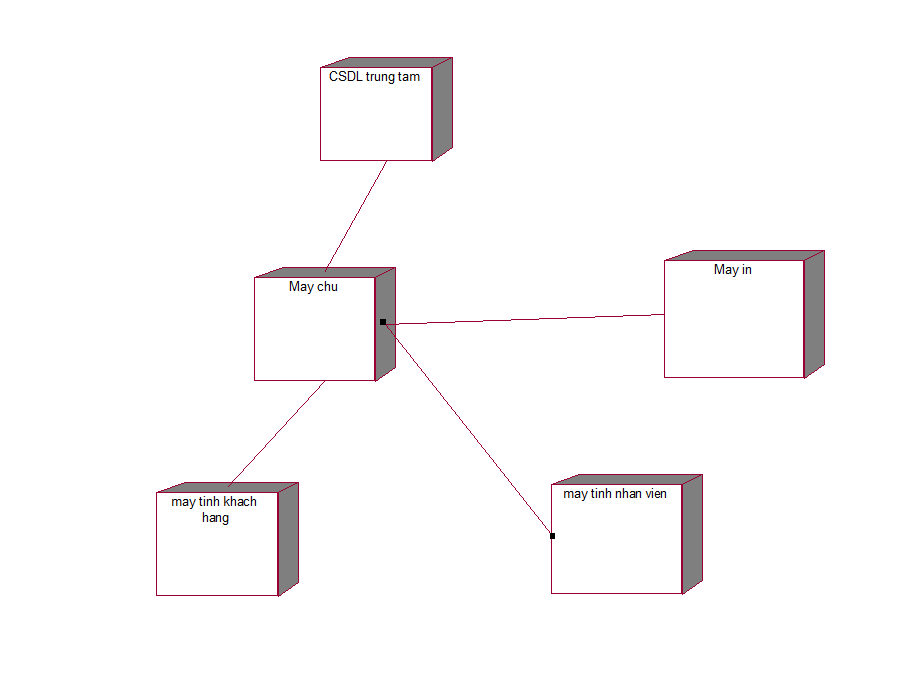 CSDL trung tam
May in
May chu
may tinh khach
hang
may tinh nhan vien